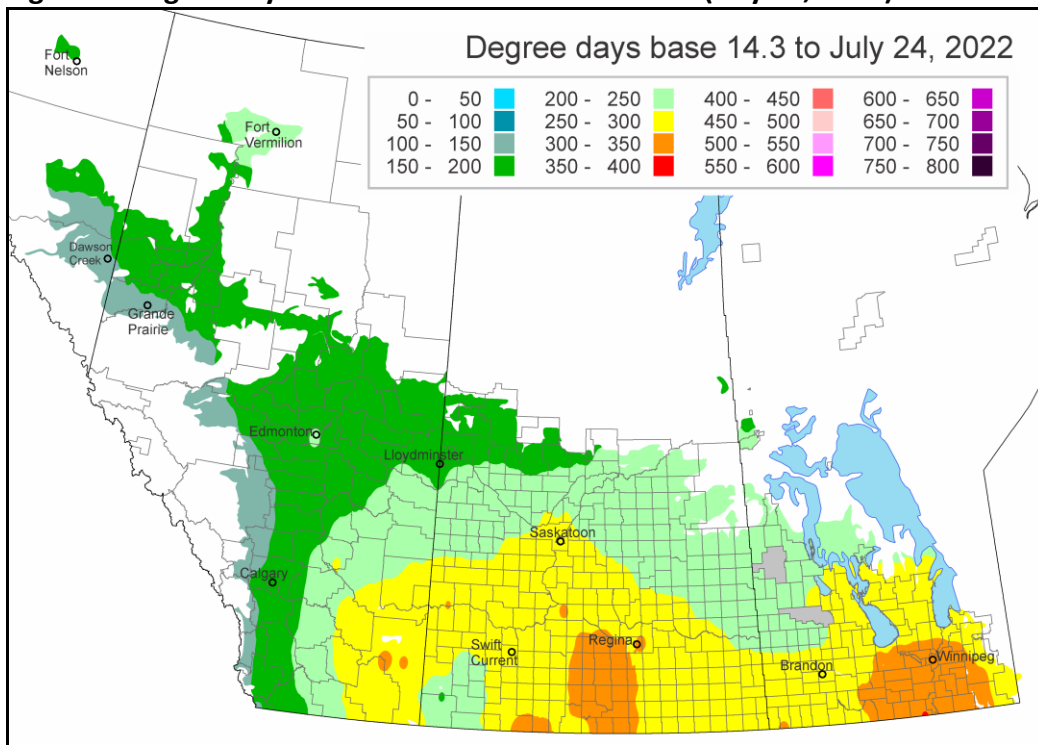 Degree days base 14.3 to July 24, 2022
0 - 50 200 - 250 400 - 450 600 - 650
50 - 100 250 - 300 450 - 500 650 - 700
100 - 150 300 - 350 500 - 550 700 - 750
150 - 200 350 - 400 550 - 600 750 - 800
Fort
Nelson
Fort
Vermilion
Dawson
Creek
Grande
Prairie
Edmonton
Lloydminster
Saskatoon
Calgary
Swift
Current
Regina
Brandon
Winnipeg